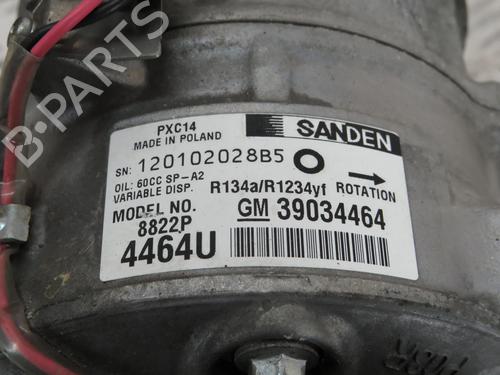 PXC14
MADE IN POLAND
SANDEN
SN: 120102028B5 O
OIL: 60CC SP-A2
VARIABLE DISP.
R134a/R1234yf ROTATION
MODEL NO.
8822P
GM 39034464
4464U
B-PARTS